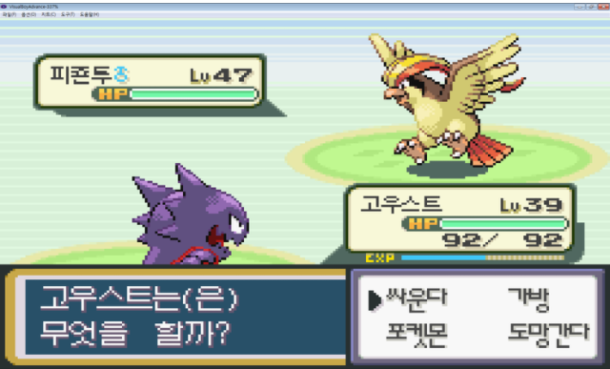 VisualBoyAdvance
피죤투♂ Lv47
HP
고우스트 Lv39
HP
92/ 92
EXP
고우스트는(은)
무엇을 할까?
▶싸운다 가방
포켓몬 도망간다